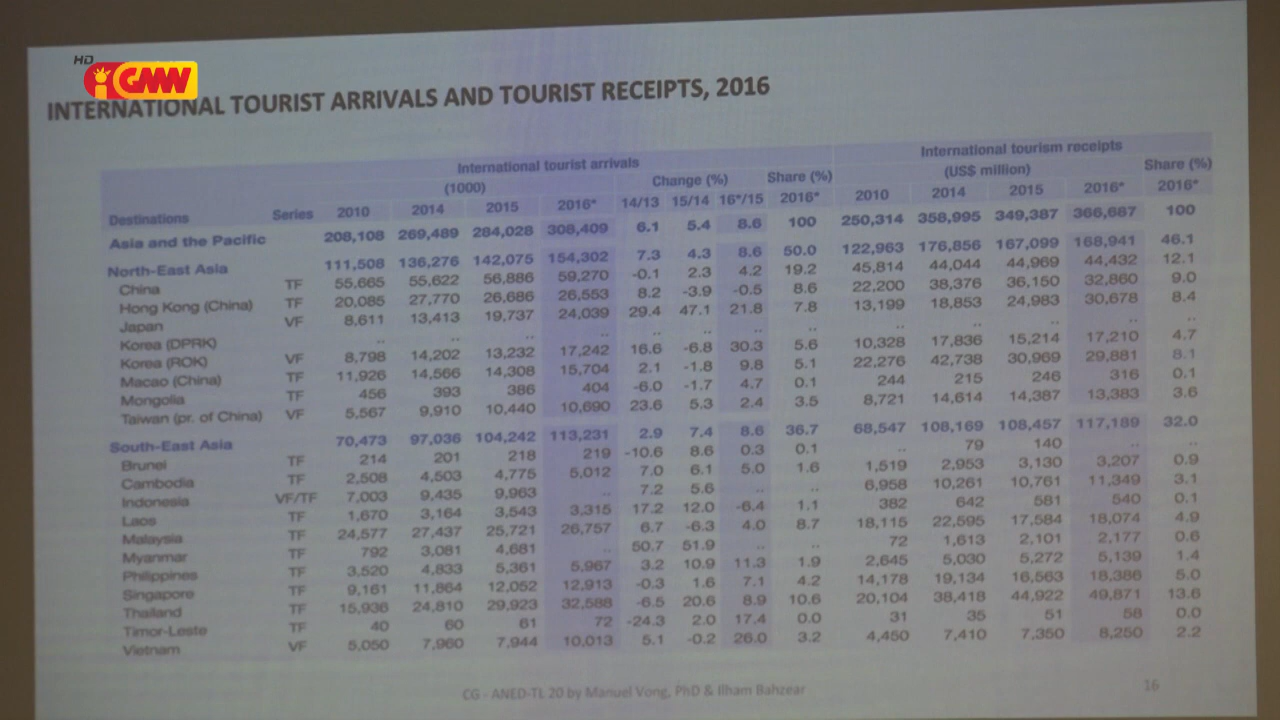 HD
GMN
INTERNATIONAL TOURIST ARRIVALS AND TOURIST RECEIPTS, 2016
International tourist arrivals International tourism receipts
(1000) Change (%) Share (%) (US$ million) Share (%)
Destinations Series 2010 2014 2015 2016* 14/13 15/14 16*/15 2016* 2010 2014 2015 2016* 2016*
Asia and the Pacific 208,108 269,489 284,028 308,409 6.1 5.4 8.6 100 250,314 358,995 349,387 366,687 100
North-East Asia 111,508 136,276 142,075 154,302 7.3 4.3 8.6 50.0 122,963 176,856 167,099 168,941 46.1
China TF 55,665 55,622 56,886 59,270 -0.1 2.3 4.2 19.2 45,814 44,044 44,969 44,432 12.1
Hong Kong (China) TF 20,085 27,770 26,686 26,553 8.2 -3.9 -0.5 8.6 22,200 38,376 36,150 32,860 9.0
Japan VF 8,611 13,413 19,737 24,039 29.4 47.1 21.8 7.8 13,199 18,853 24,983 30,678 8.4
Korea (DPRK) .. .. .. .. .. .. .. .. .. .. .. .. ..
Korea (ROK) VF 8,798 14,202 13,232 17,242 16.6 -6.8 30.3 5.6 10,328 17,836 15,214 17,210 4.7
Macao (China) TF 11,926 14,566 14,308 15,704 2.1 -1.8 9.8 5.1 22,276 42,738 30,969 29,881 8.1
Mongolia TF 456 393 386 404 -6.0 -1.7 4.7 0.1 244 215 246 316 0.1
Taiwan (pr. of China) VF 5,567 9,910 10,440 10,690 23.6 5.3 2.4 3.5 8,721 14,614 14,387 13,383 3.6
South-East Asia 70,473 97,036 104,242 113,231 2.9 7.4 8.6 36.7 68,547 108,169 108,457 117,189 32.0
Brunei TF 214 201 218 219 -10.6 8.6 0.3 0.1 .. 79 140 .. ..
Cambodia TF 2,508 4,503 4,775 5,012 7.0 6.1 5.0 1.6 1,519 2,953 3,130 3,207 0.9
Indonesia VF/TF 7,003 9,435 9,963 .. 7.2 5.6 .. .. 6,958 10,261 10,761 11,349 3.1
Laos TF 1,670 3,164 3,543 3,315 17.2 12.0 -6.4 1.1 382 642 581 540 0.1
Malaysia TF 24,577 27,437 25,721 26,757 6.7 -6.3 4.0 8.7 18,115 22,595 17,584 18,074 4.9
Myanmar TF 792 3,081 4,681 .. 50.7 51.9 .. .. 72 1,613 2,101 2,177 0.6
Philippines TF 3,520 4,833 5,361 5,967 3.2 10.9 11.3 1.9 2,645 5,030 5,272 5,139 1.4
Singapore TF 9,161 11,864 12,052 12,913 -0.3 1.6 7.1 4.2 14,178 19,134 16,563 18,386 5.0
Thailand TF 15,936 24,810 29,923 32,588 -6.5 20.6 8.9 10.6 20,104 38,418 44,922 49,871 13.6
Timor-Leste TF 40 60 61 72 -24.3 2.0 17.4 0.0 31 35 51 58 0.0
Vietnam VF 5,050 7,960 7,944 10,013 5.1 -0.2 26.0 3.2 4,450 7,410 7,350 8,250 2.2
CG - ANED-TL 20 by Manuel Vong, PhD & Ilham Bahzear 16